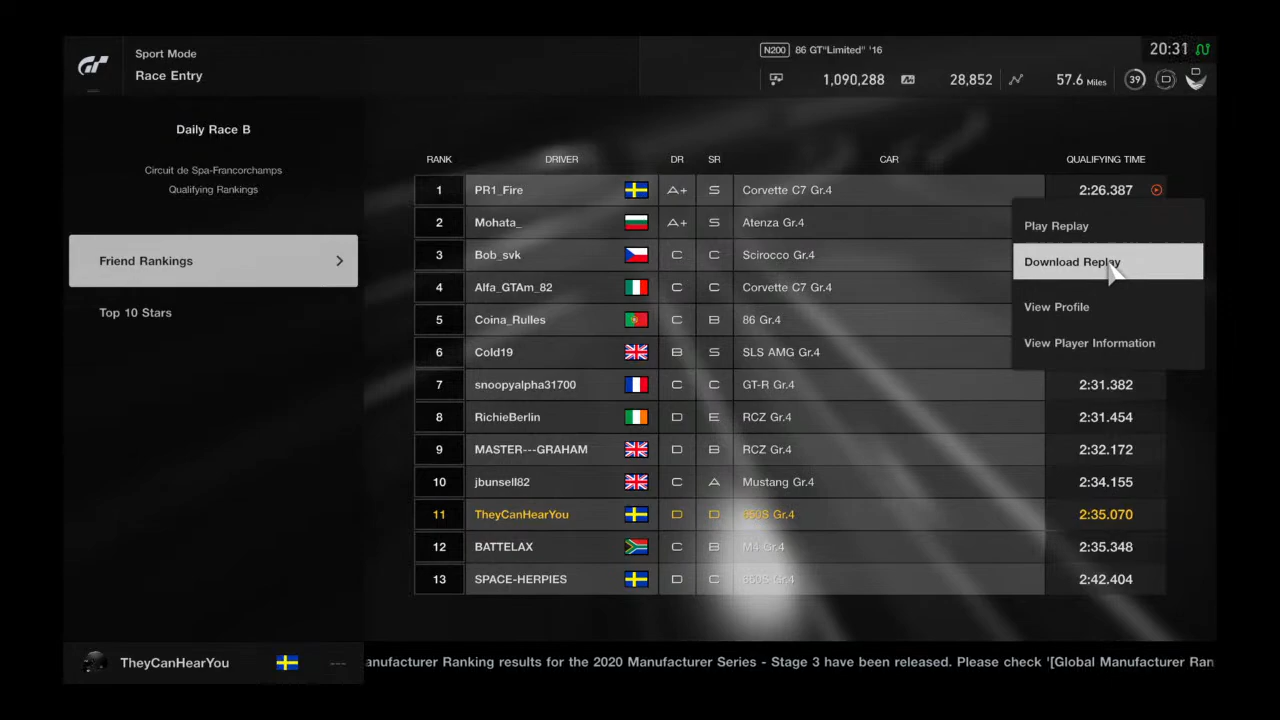 Sport Mode
Race Entry
N200 86 GT"Limited" '16
20:31
1,090,288 28,852 57.6 Miles 39 D D
Daily Race B
Circuit de Spa-Francorchamps
Qualifying Rankings
Friend Rankings
Top 10 Stars
RANK DRIVER DR SR CAR QUALIFYING TIME
1 PR1_Fire A+ S Corvette C7 Gr.4 2:26.387
2 Mohata_ A+ S Atenza Gr.4
3 Bob_svk C C Scirocco Gr.4
4 Alfa_GTAm_82 C C Corvette C7 Gr.4
5 Coina_Rulles C B 86 Gr.4
6 Cold19 B S SLS AMG Gr.4
7 snoopyalpha31700 C C GT-R Gr.4 2:31.382
8 RichieBerlin D E RCZ Gr.4 2:31.454
9 MASTER---GRAHAM D B RCZ Gr.4 2:32.172
10 jbunsell82 C A Mustang Gr.4 2:34.155
11 TheyCanHearYou D D 650S Gr.4 2:35.070
12 BATTELAX C B M4 Gr.4 2:35.348
13 SPACE-HERPIES D C 650S Gr.4 2:42.404
Play Replay
Download Replay
View Profile
View Player Information
TheyCanHearYou ---
anufacturer Ranking results for the 2020 Manufacturer Series - Stage 3 have been released. Please check '[Global Manufacturer Ran